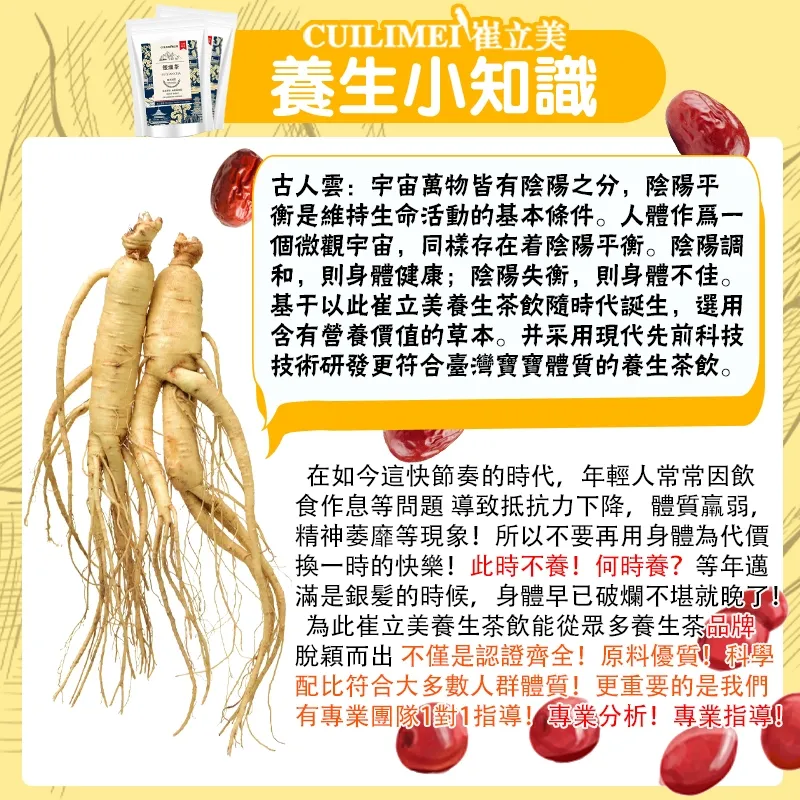 CUILIMEI 崔立美
養生小知識
古人雲：宇宙萬物皆有陰陽之分，陰陽平
衡是維持生命活動的基本條件。人體作爲一
個微觀宇宙，同樣存在着陰陽平衡。陰陽調
和，則身體健康；陰陽失衡，則身體不佳。
基于以此崔立美養生茶飲隨時代誕生，選用
含有營養價值的草本。并采用現代先前科技
技術研發更符合臺灣寶寶體質的養生茶飲。
在如今這快節奏的時代，年輕人常常因飲
食作息等問題 導致抵抗力下降，體質羸弱，
精神萎靡等現象！所以不要再用身體為代價
換一時的快樂！此時不養！何時養？等年邁
滿是銀髪的時候，身體早已破爛不堪就晚了！
為此崔立美養生茶飲能從眾多養生茶品牌
脫穎而出 不僅是認證齊全！原料優質！科學
配比符合大多數人群體質！更重要的是我們
有專業團隊1對1指導！專業分析！專業指導！